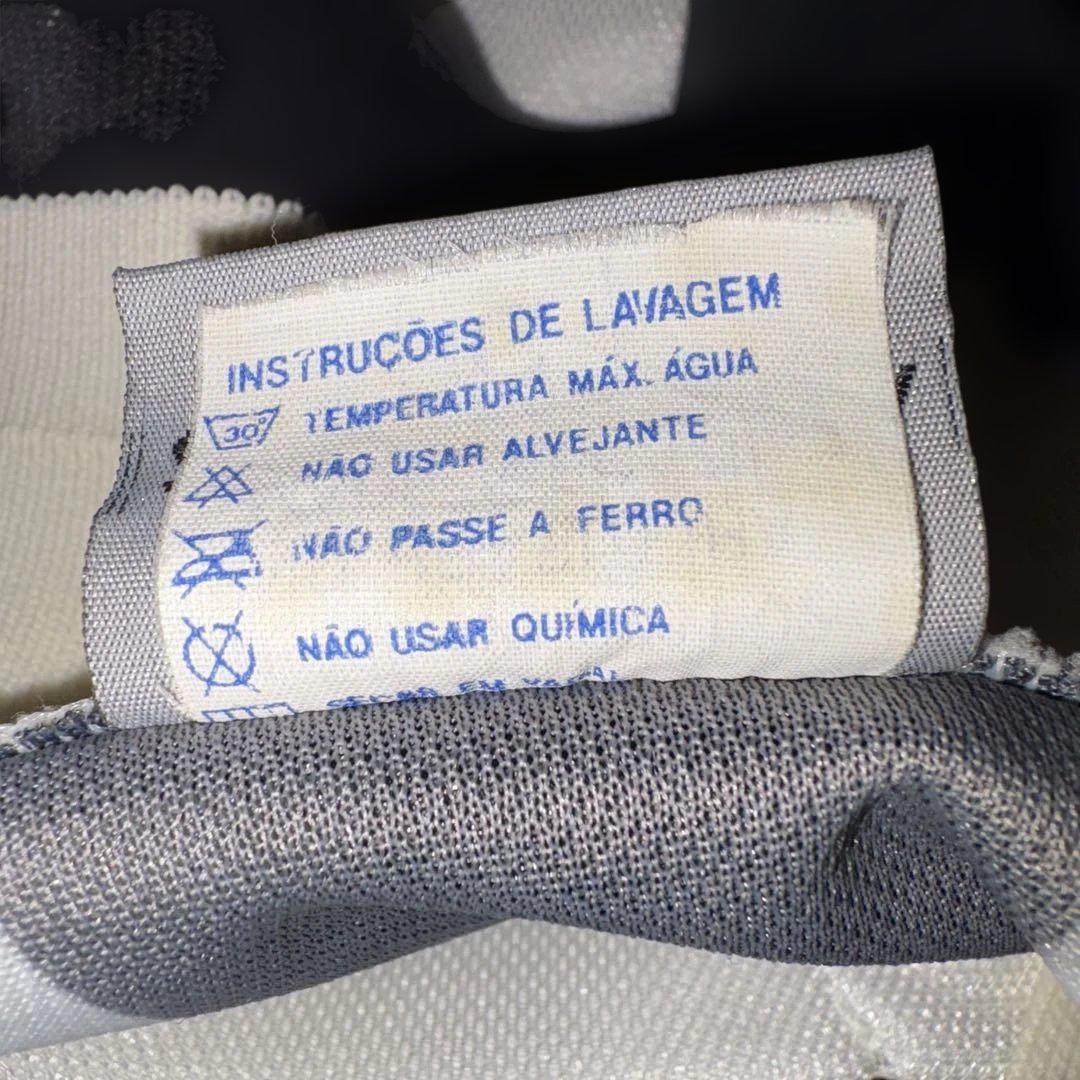 INSTRUÇÕES DE LAVAGEM
30° TEMPERATURA MÁX. ÁGUA
NÃO USAR ALVEJANTE
NÃO PASSE A FERRO
NÃO USAR QUÍMICA